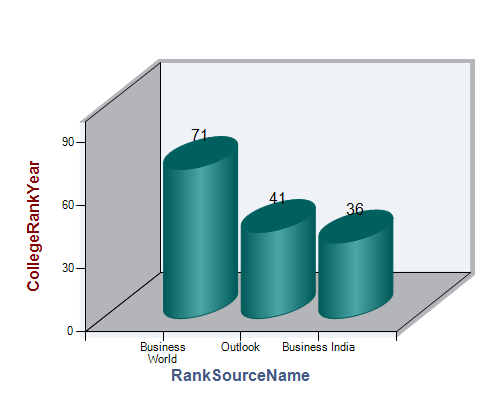 CollegeRankYear
90
60
30
0
71
41
36
Business World
Outlook
Business India
RankSourceName